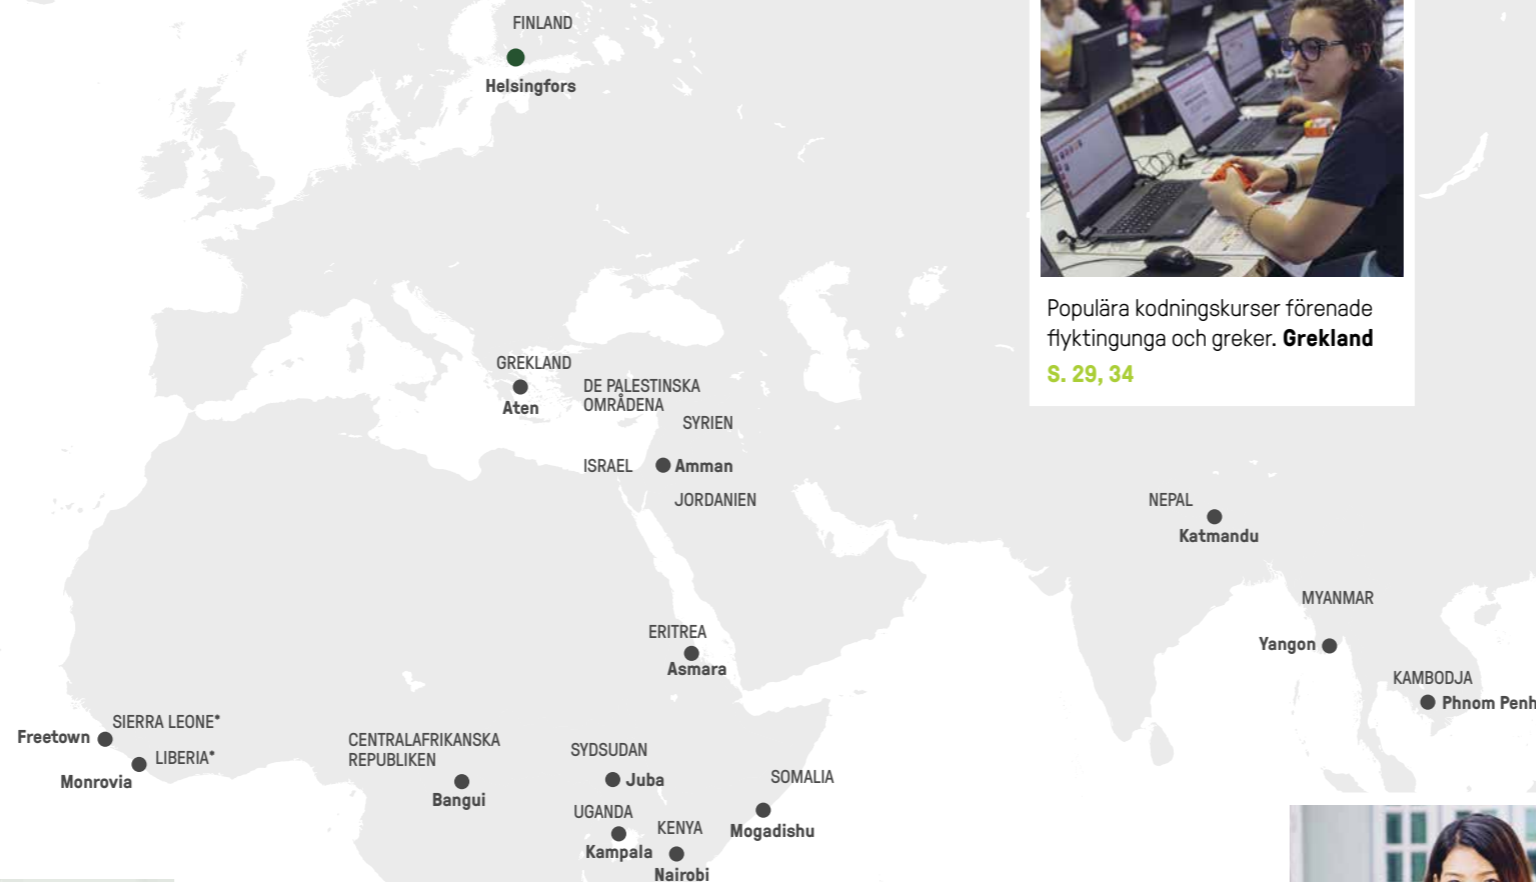 FINLAND
Helsingfors
Populära kodningskurser förenade
flyktingunga och greker. Grekland
S. 29, 34
GREKLAND
Aten
DE PALESTINSKA
OMRÅDENA
SYRIEN
ISRAEL
Amman
JORDANIEN
NEPAL
Katmandu
MYANMAR
Yangon
KAMBODJA
Phnom Penh
ERITREA
Asmara
SIERRA LEONE*
Freetown
LIBERIA*
Monrovia
CENTRALAFRIKANSKA
REPUBLIKEN
Bangui
SYDSUDAN
Juba
SOMALIA
Mogadishu
UGANDA
Kampala
KENYA
Nairobi